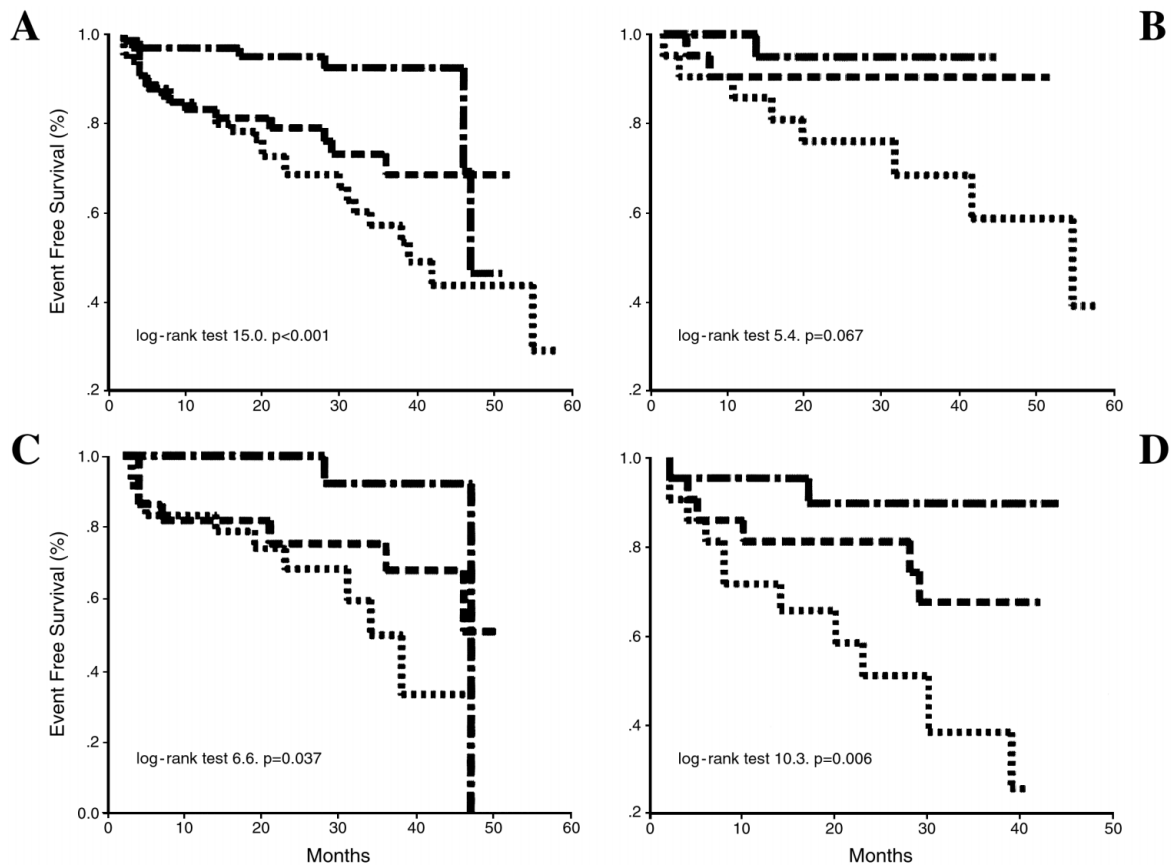 A
B
Event Free Survival (%)
1.0
.8
.6
.4
.2
log-rank test 15.0. p<0.001
0 10 20 30 40 50 60
1.0
.8
.6
.4
.2
log-rank test 5.4. p=0.067
0 10 20 30 40 50 60
C
D
Event Free Survival (%)
1.0
.8
.6
.4
.2
0.0
log-rank test 6.6. p=0.037
0 10 20 30 40 50 60
Months
1.0
.8
.6
.4
.2
log-rank test 10.3. p=0.006
0 10 20 30 40 50
Months